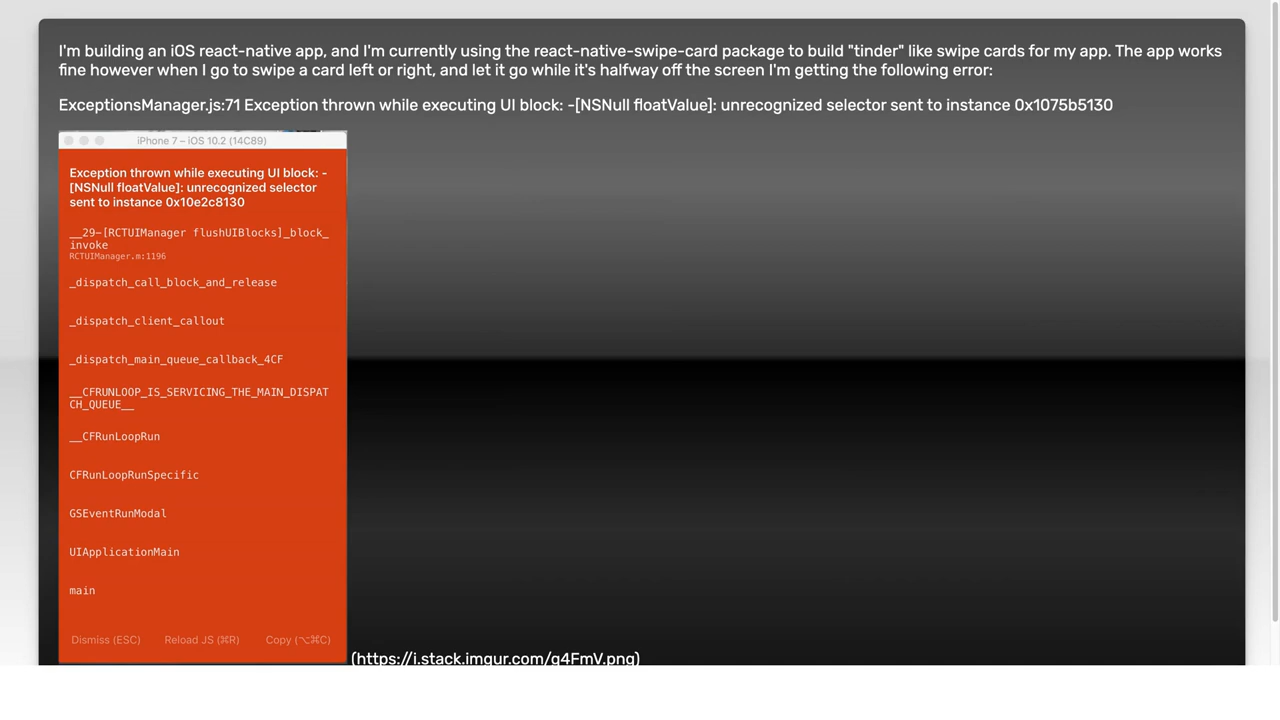 I'm building an iOS react-native app, and I'm currently using the react-native-swipe-card package to build "tinder" like swipe cards for my app. The app works
fine however when I go to swipe a card left or right, and let it go while it's halfway off the screen I'm getting the following error:
ExceptionsManager.js:71 Exception thrown while executing UI block: -[NSNull floatValue]: unrecognized selector sent to instance 0x1075b5130
iPhone 7 – iOS 10.2 (14C89)
Exception thrown while executing UI block: -
[NSNull floatValue]: unrecognized selector
sent to instance 0x10e2c8130
__29-[RCTUIManager flushUIBlocks]_block_
invoke
RCTUIManager.m:1196
_dispatch_call_block_and_release
_dispatch_client_callout
_dispatch_main_queue_callback_4CF
__CFRUNLOOP_IS_SERVICING_THE_MAIN_DISPAT
CH_QUEUE__
__CFRunLoopRun
CFRunLoopRunSpecific
GSEventRunModal
UIApplicationMain
main
Dismiss (ESC) Reload JS (⌘R) Copy (⌥⌘C)
(https://i.stack.imgur.com/q4FmV.png)